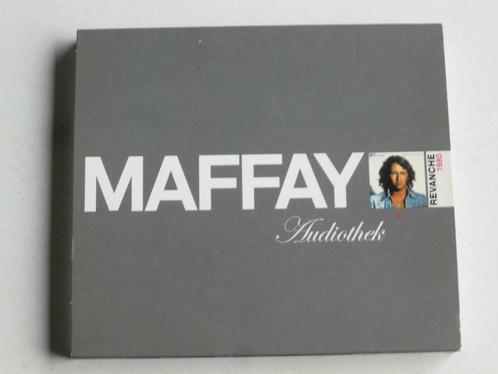 MAFFAY
Audiothek
REVANCHE
1980